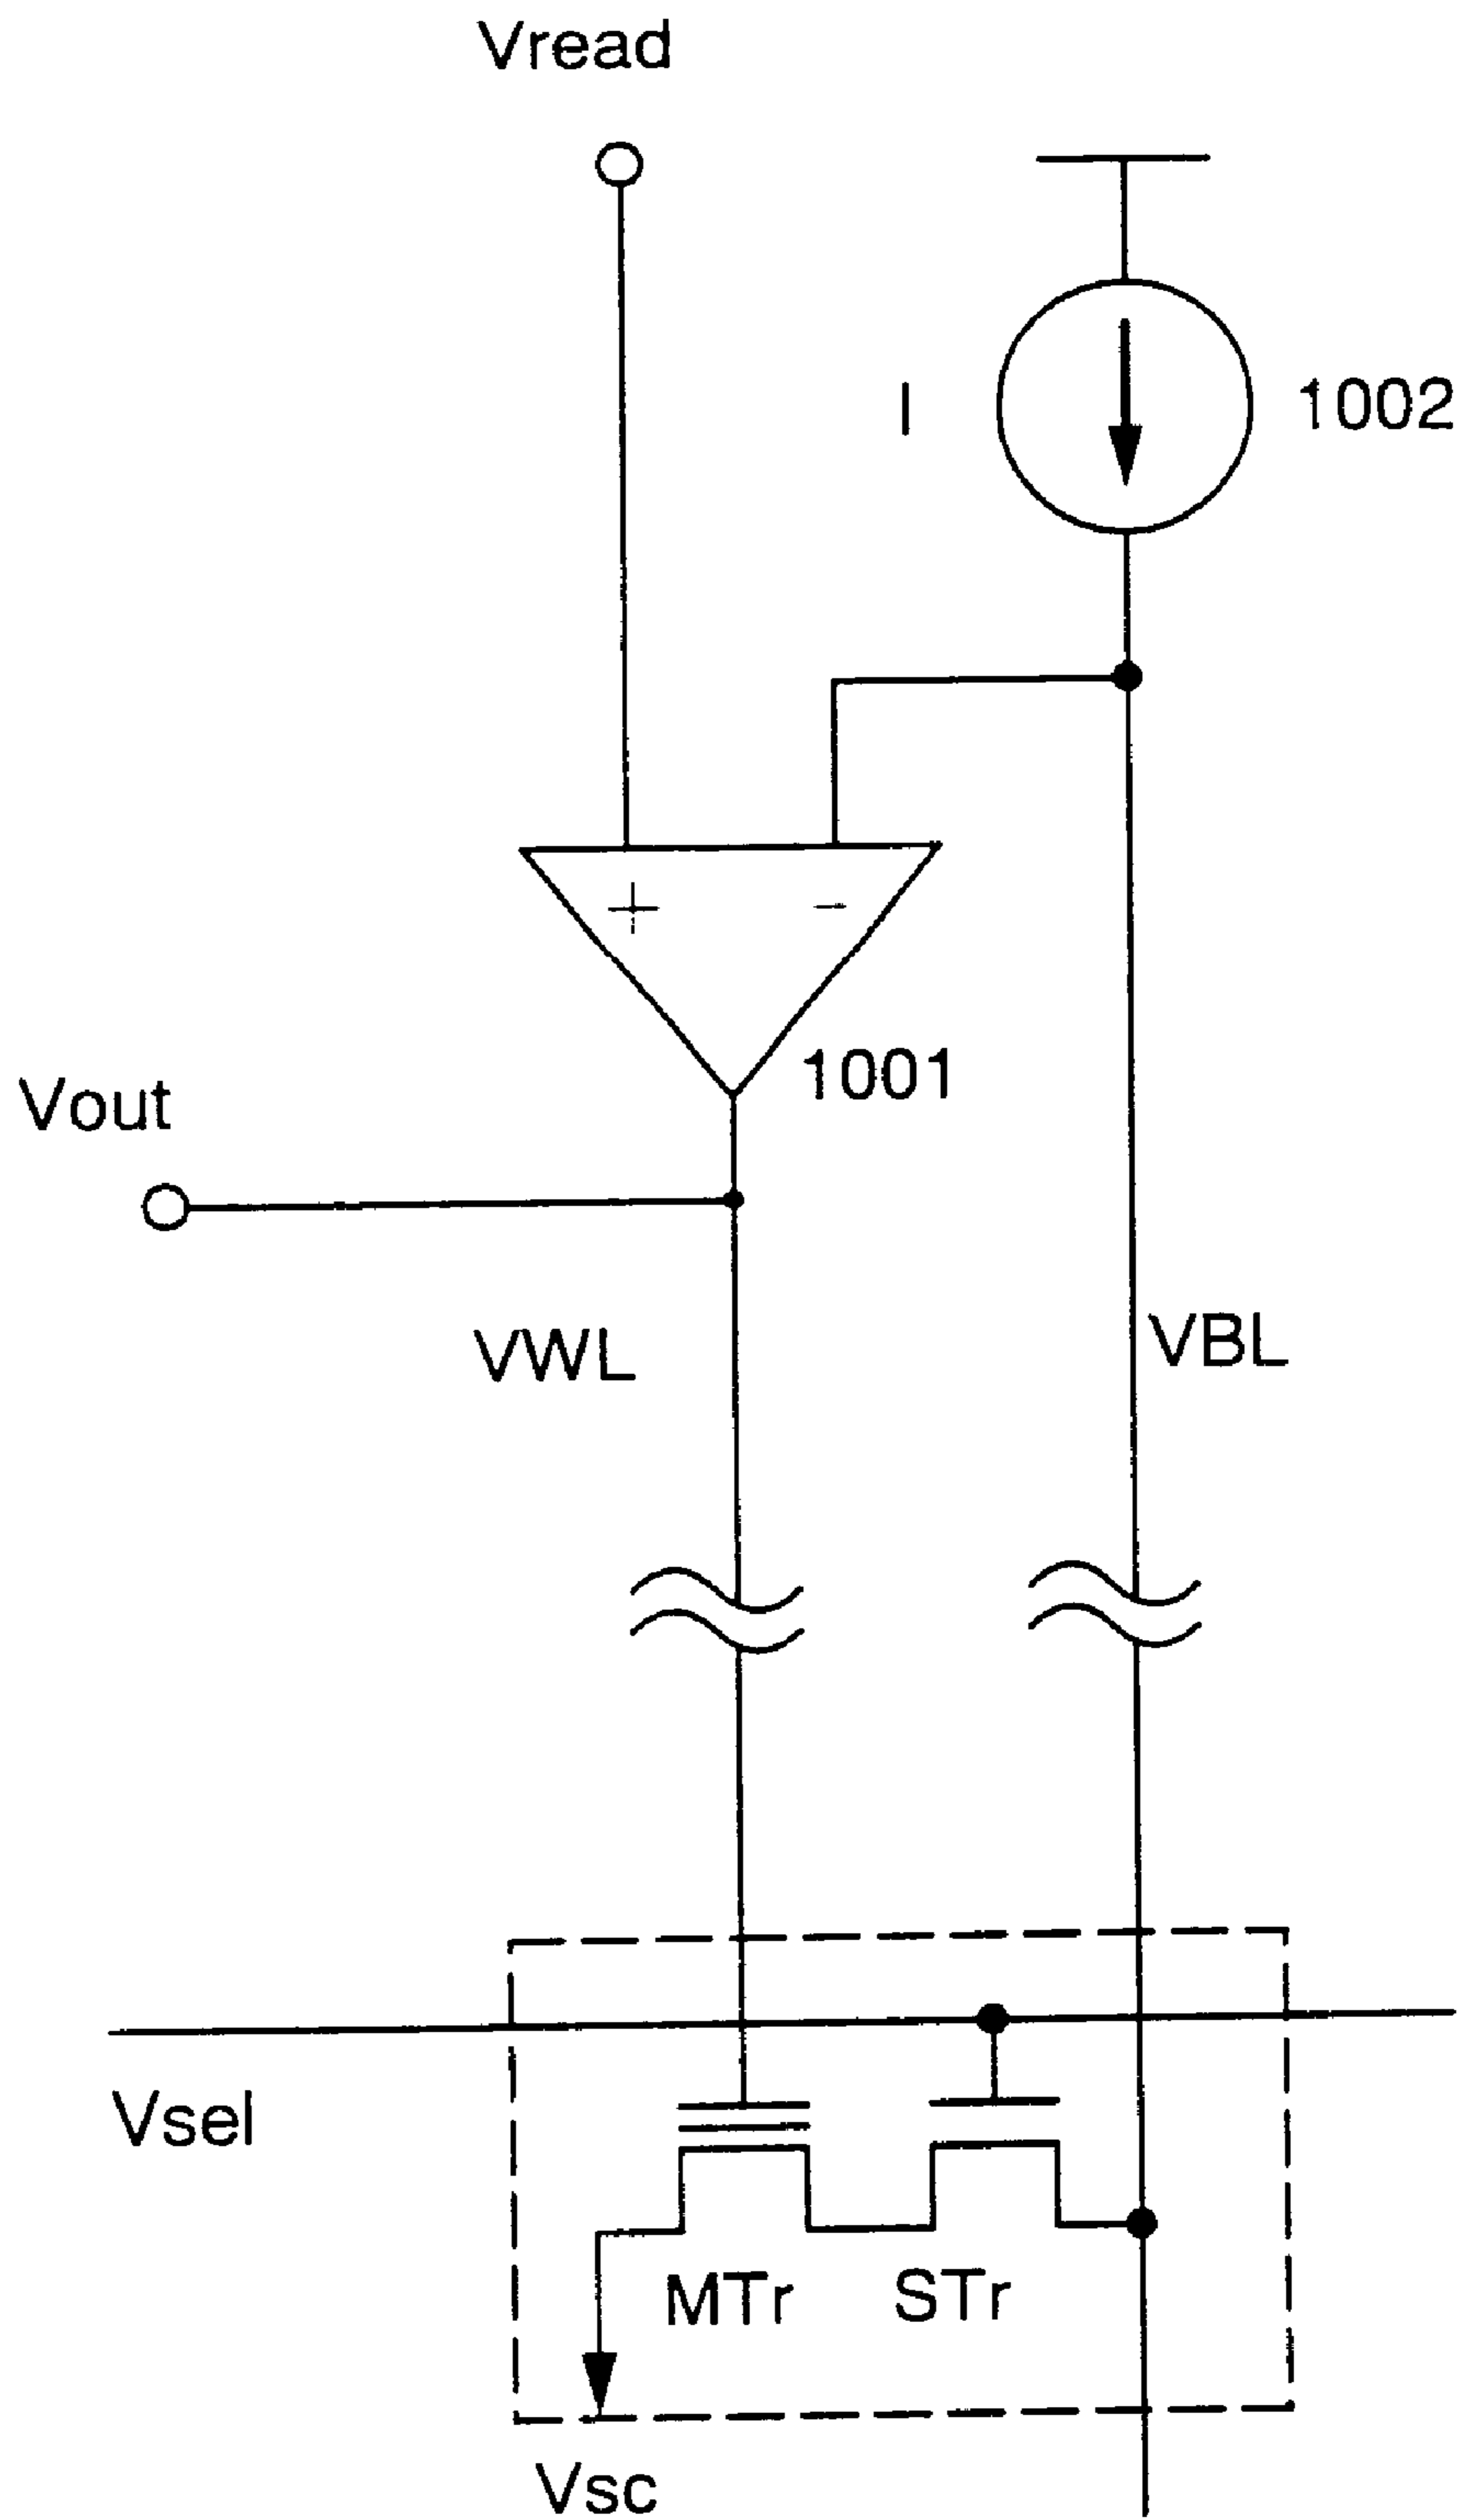 Vread
I
1002
+
-
1001
Vout
VWL
VBL
Vsel
MTr
STr
Vsc